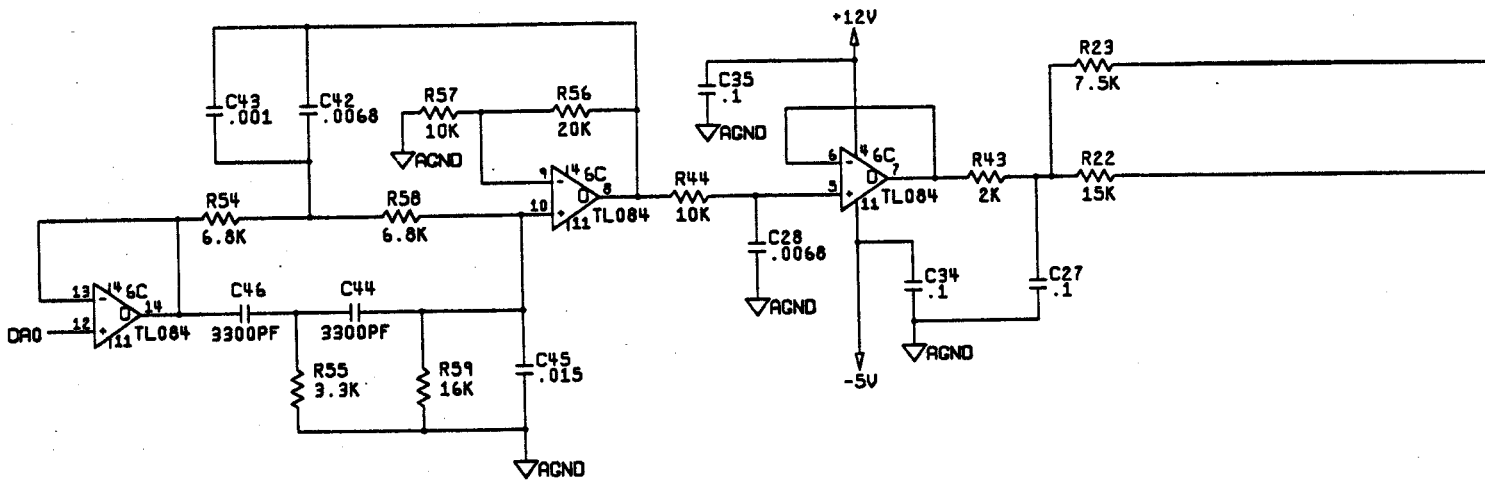 +12V
R23
7.5K
C35
.1
C43
.001
C42
.0068
R57
10K
R56
20K
AGND
AGND
6
4
6C
7
-
+
5
11
TL084
R43
2K
R22
15K
9
4
6C
8
-
+
10
11
TL084
R44
10K
R54
6.8K
R58
6.8K
C28
.0068
AGND
C34
.1
C27
.1
AGND
-5V
13
4
6C
14
-
+
DA0
12
11
TL084
C46
3300PF
C44
3300PF
R55
3.3K
R59
16K
C45
.015
AGND